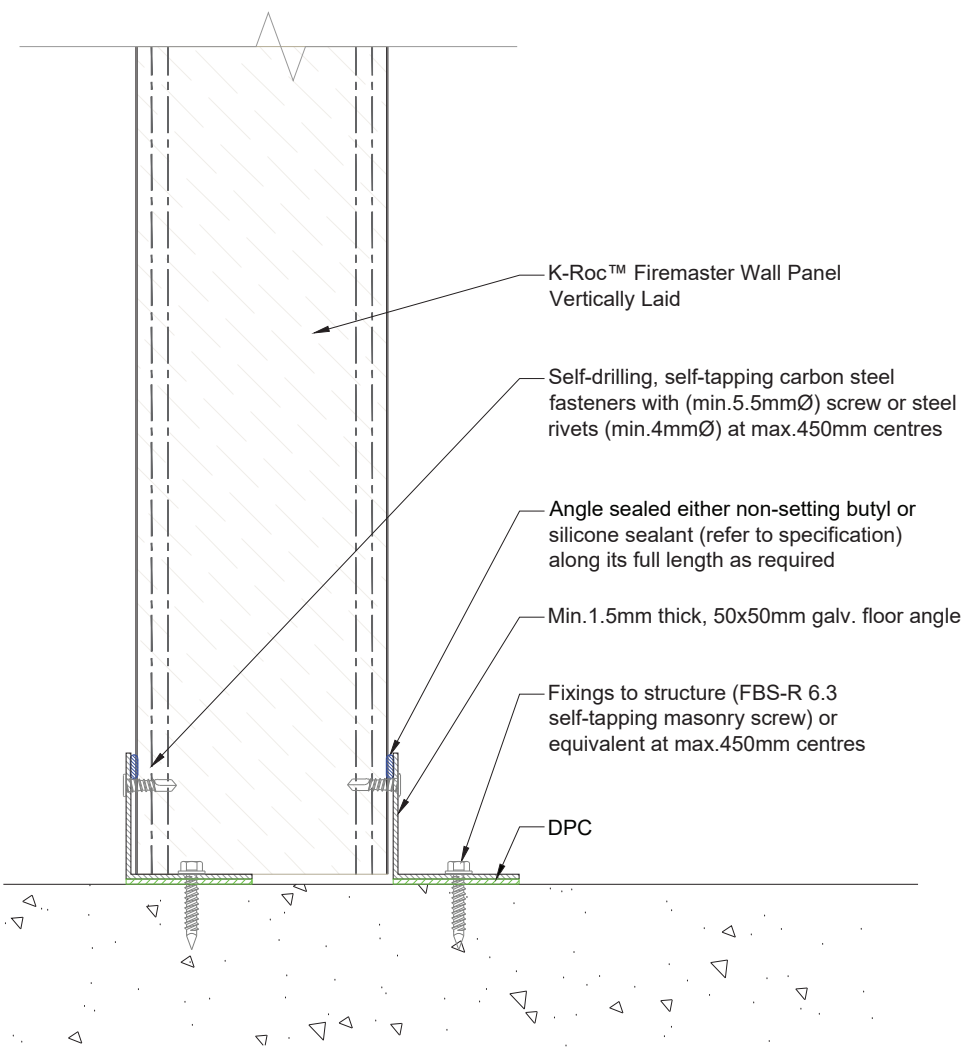 K-Roc™ Firemaster Wall Panel
Vertically Laid
Self-drilling, self-tapping carbon steel
fasteners with (min.5.5mmØ) screw or steel
rivets (min.4mmØ) at max.450mm centres
Angle sealed either non-setting butyl or
silicone sealant (refer to specification)
along its full length as required
Min.1.5mm thick, 50x50mm galv. floor angle
Fixings to structure (FBS-R 6.3
self-tapping masonry screw) or
equivalent at max.450mm centres
DPC